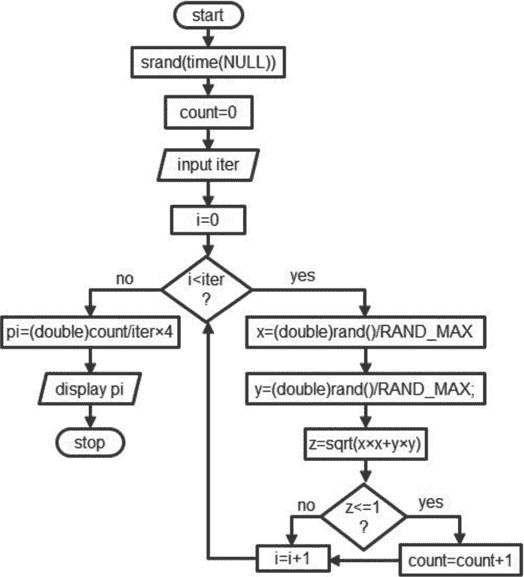 start
srand(time(NULL))
count=0
input iter
i=0
i<iter
?
no
yes
pi=(double)count/iter×4
display pi
stop
x=(double)rand()/RAND_MAX
y=(double)rand()/RAND_MAX;
z=sqrt(x×x+y×y)
z<=1
?
no
yes
i=i+1
count=count+1